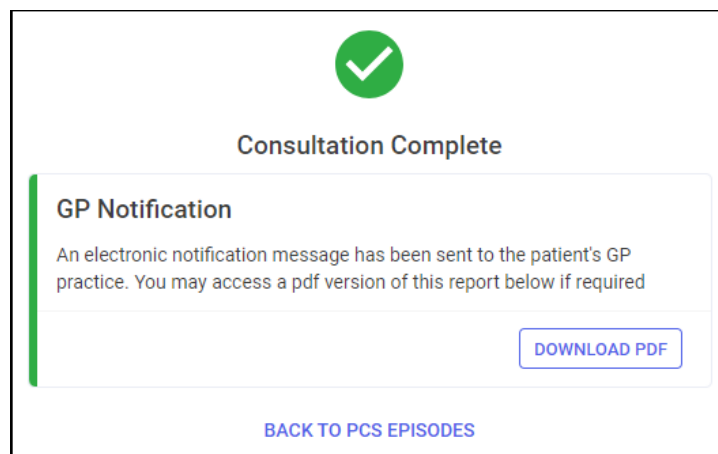 Consultation Complete
GP Notification
An electronic notification message has been sent to the patient's GP
practice. You may access a pdf version of this report below if required
DOWNLOAD PDF
BACK TO PCS EPISODES